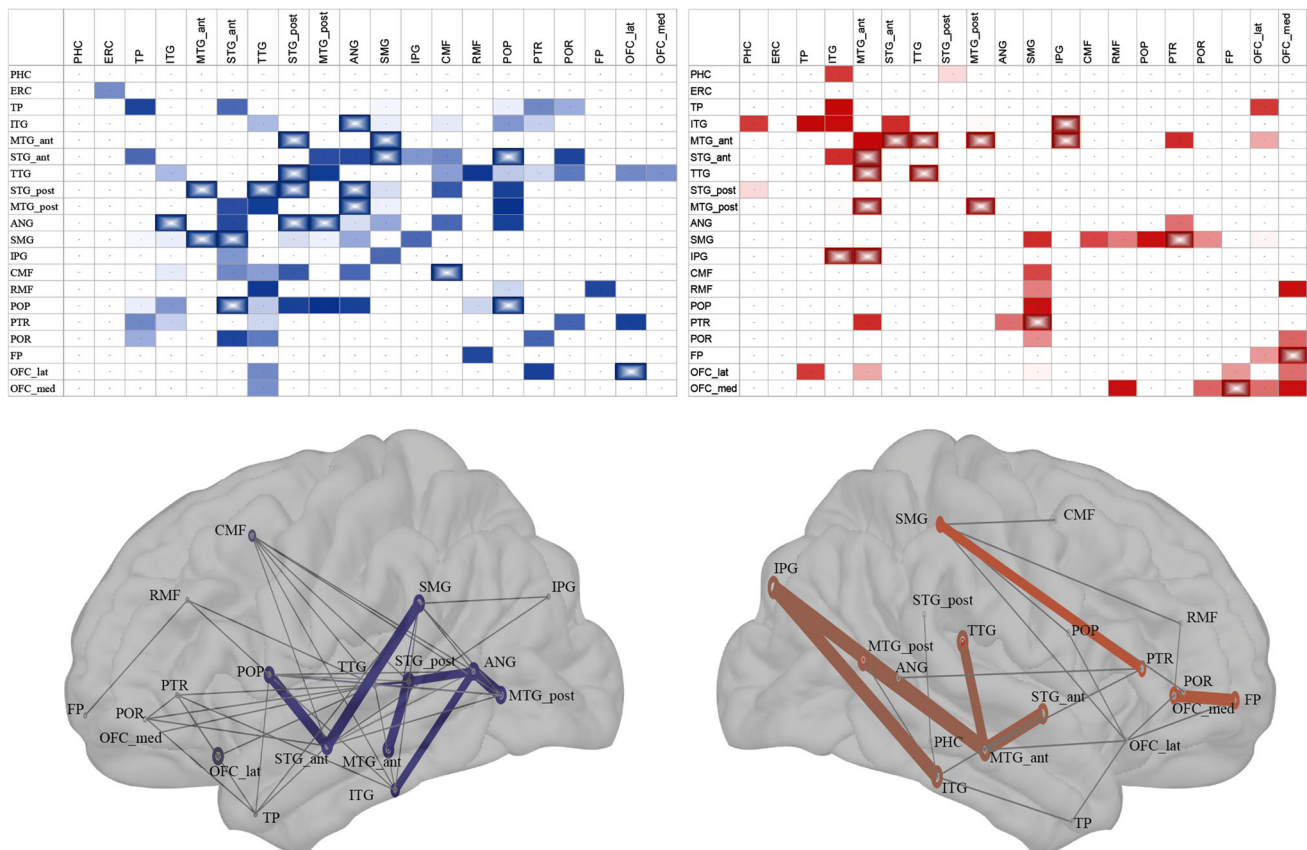 PHC ERC TP ITG MTG_ant STG_ant TTG STG_post MTG_post ANG SMG IPG CMF RMF POP PTR POR FP OFC_lat OFC_med
PHC
ERC
TP
ITG
MTG_ant
STG_ant
TTG
STG_post
MTG_post
ANG
SMG
IPG
CMF
RMF
POP
PTR
POR
FP
OFC_lat
OFC_med
PHC ERC TP ITG MTG_ant STG_ant TTG STG_post MTG_post ANG SMG IPG CMF RMF POP PTR POR FP OFC_lat OFC_med
PHC
ERC
TP
ITG
MTG_ant
STG_ant
TTG
STG_post
MTG_post
ANG
SMG
IPG
CMF
RMF
POP
PTR
POR
FP
OFC_lat
OFC_med
CMF
SMG
IPG
RMF
POP
TTG
STG_post
ANG
PTR
MTG_post
FP
POR
OFC_med
STG_ant
MTG_ant
OFC_lat
ITG
TP
SMG
CMF
IPG
STG_post
RMF
TTG
POP
MTG_post
ANG
PTR
POR
STG_ant
OFC_med
FP
PHC
OFC_lat
MTG_ant
ITG
TP